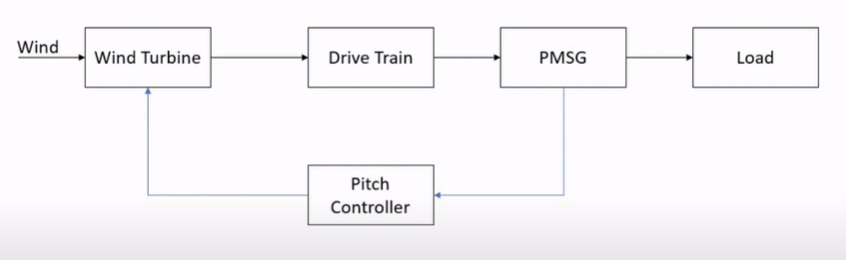 Wind
Wind Turbine
Drive Train
PMSG
Load
Pitch
Controller